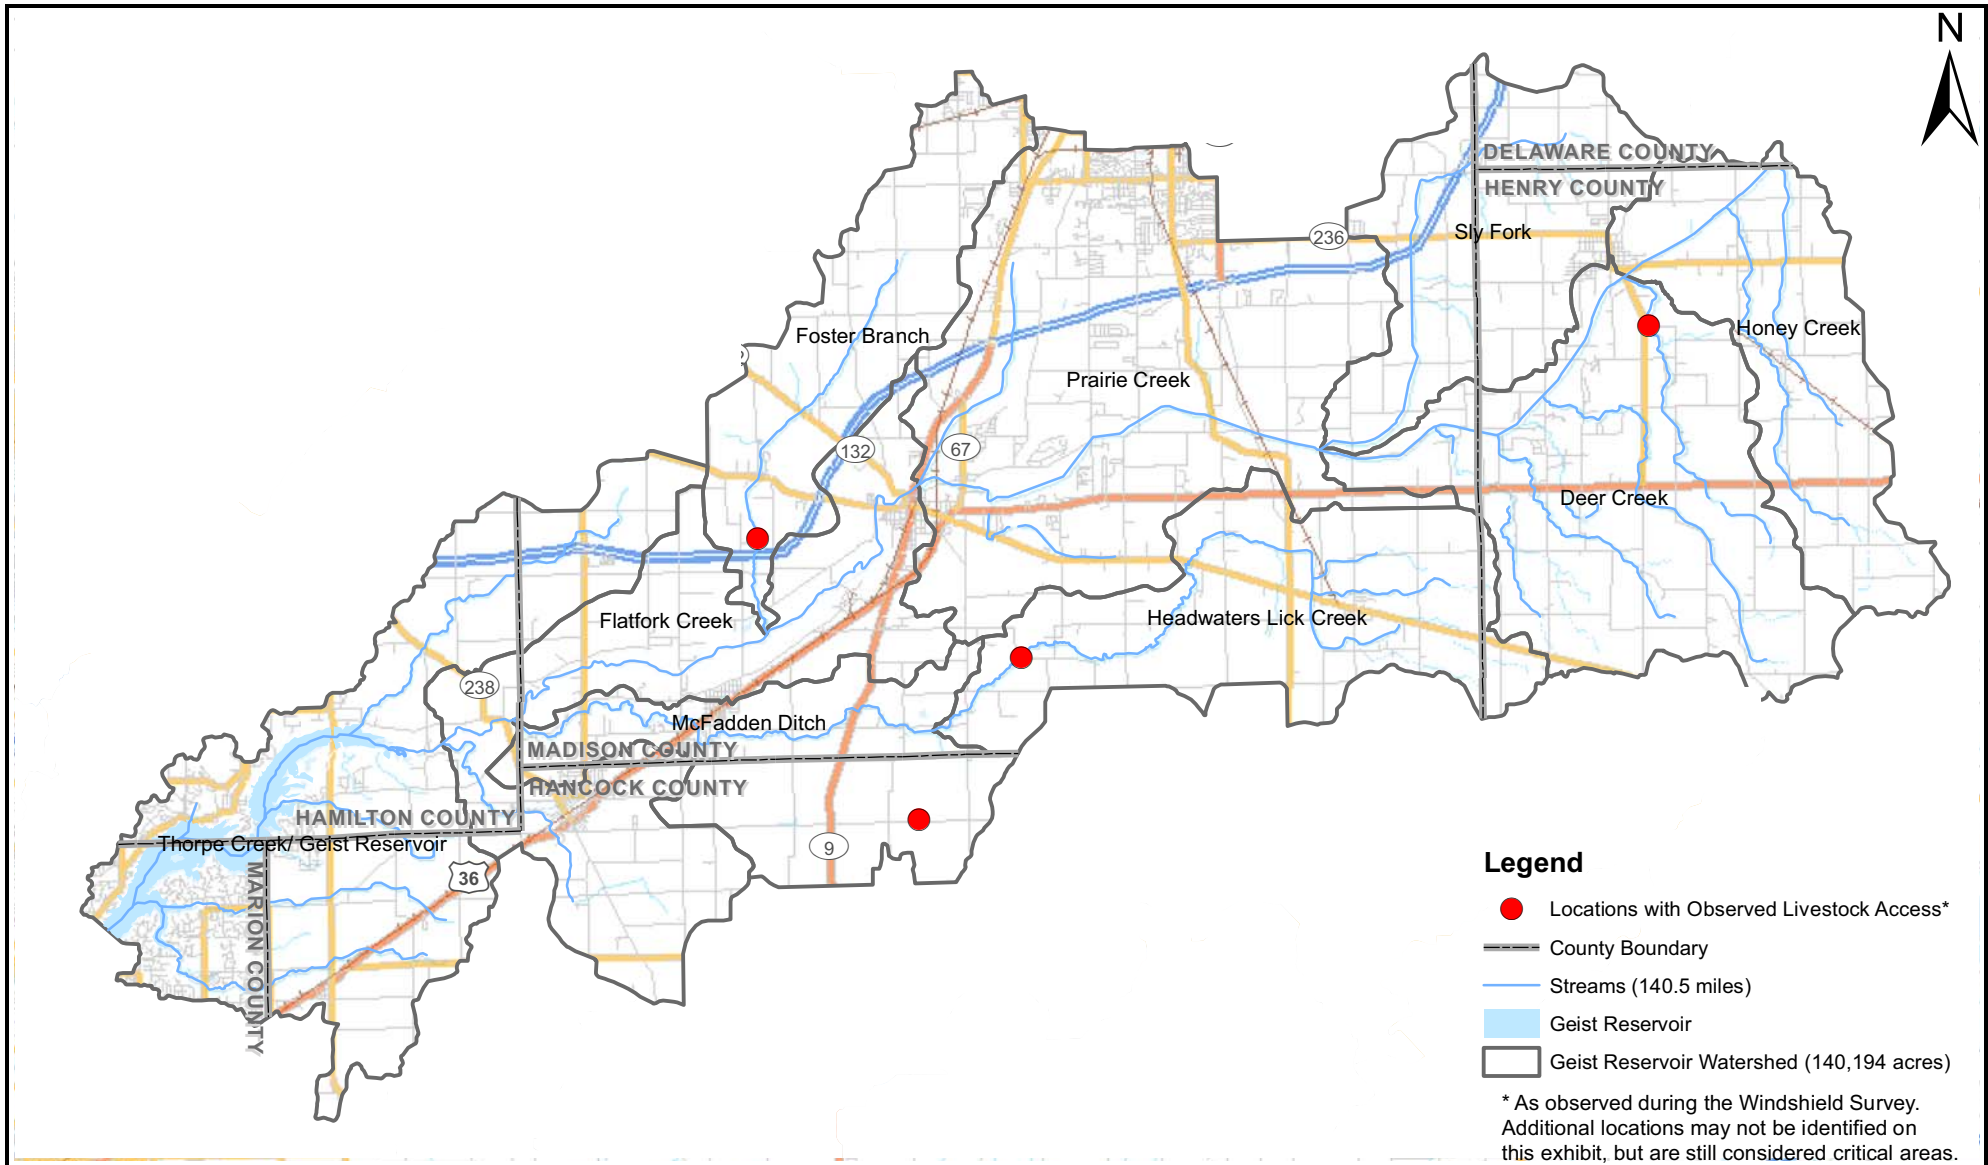 N
DELAWARE COUNTY
HENRY COUNTY
236
Sly Fork
Foster Branch
Honey Creek
Prairie Creek
132
67
Deer Creek
Flatfork Creek
Headwaters Lick Creek
238
McFadden Ditch
MADISON COUNTY
HANCOCK COUNTY
HAMILTON COUNTY
Thorpe Creek/ Geist Reservoir
9
36
MARION COUNTY
Legend
Locations with Observed Livestock Access*
County Boundary
Streams (140.5 miles)
Geist Reservoir
Geist Reservoir Watershed (140,194 acres)
* As observed during the Windshield Survey.
Additional locations may not be identified on
this exhibit, but are still considered critical areas.